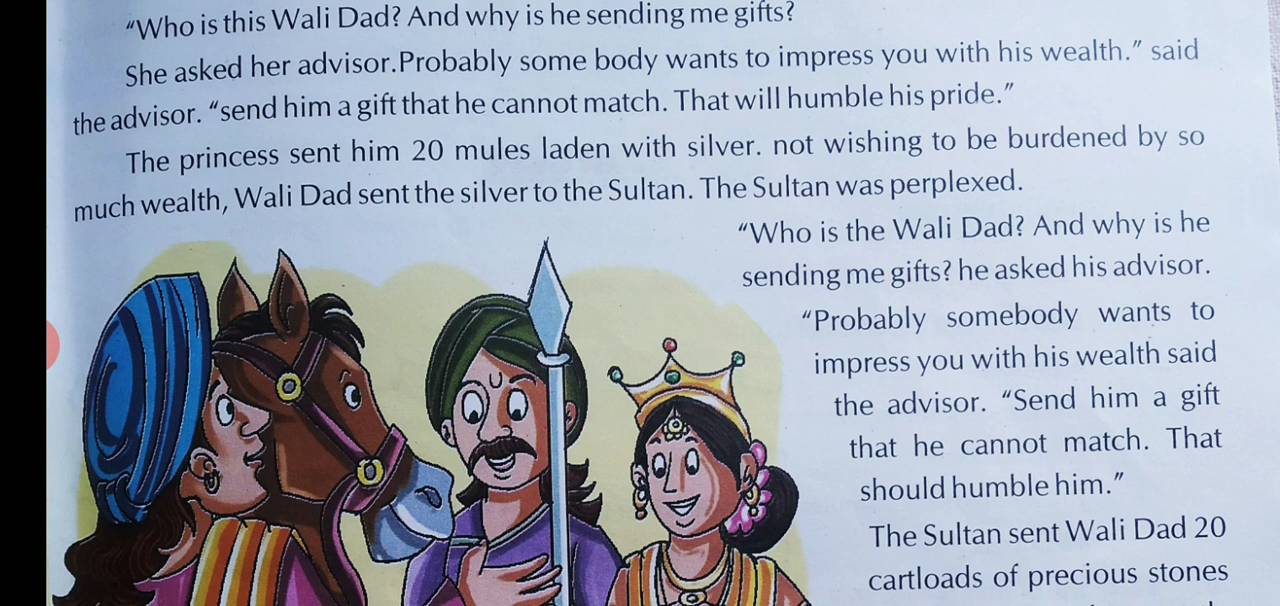 "Who is this Wali Dad? And why is he sending me gifts?
She asked her advisor.Probably some body wants to impress you with his wealth." said
the advisor. "send him a gift that he cannot match. That will humble his pride."
The princess sent him 20 mules laden with silver. not wishing to be burdened by so
much wealth, Wali Dad sent the silver to the Sultan. The Sultan was perplexed.
"Who is the Wali Dad? And why is he
sending me gifts? he asked his advisor.
"Probably somebody wants to
impress you with his wealth said
the advisor. "Send him a gift
that he cannot match. That
should humble him."
The Sultan sent Wali Dad 20
cartloads of precious stones